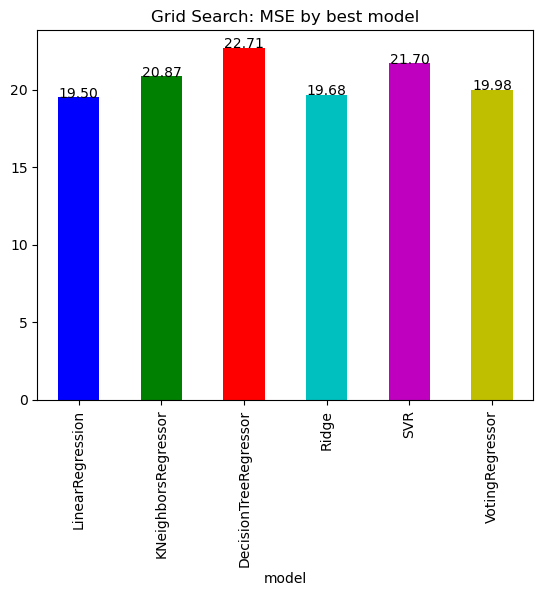 Grid Search: MSE by best model
22.71
21.70
20.87
19.98
19.68
19.50
20
15
10
5
0
LinearRegression
KNeighborsRegressor
DecisionTreeRegressor
Ridge
SVR
VotingRegressor
model